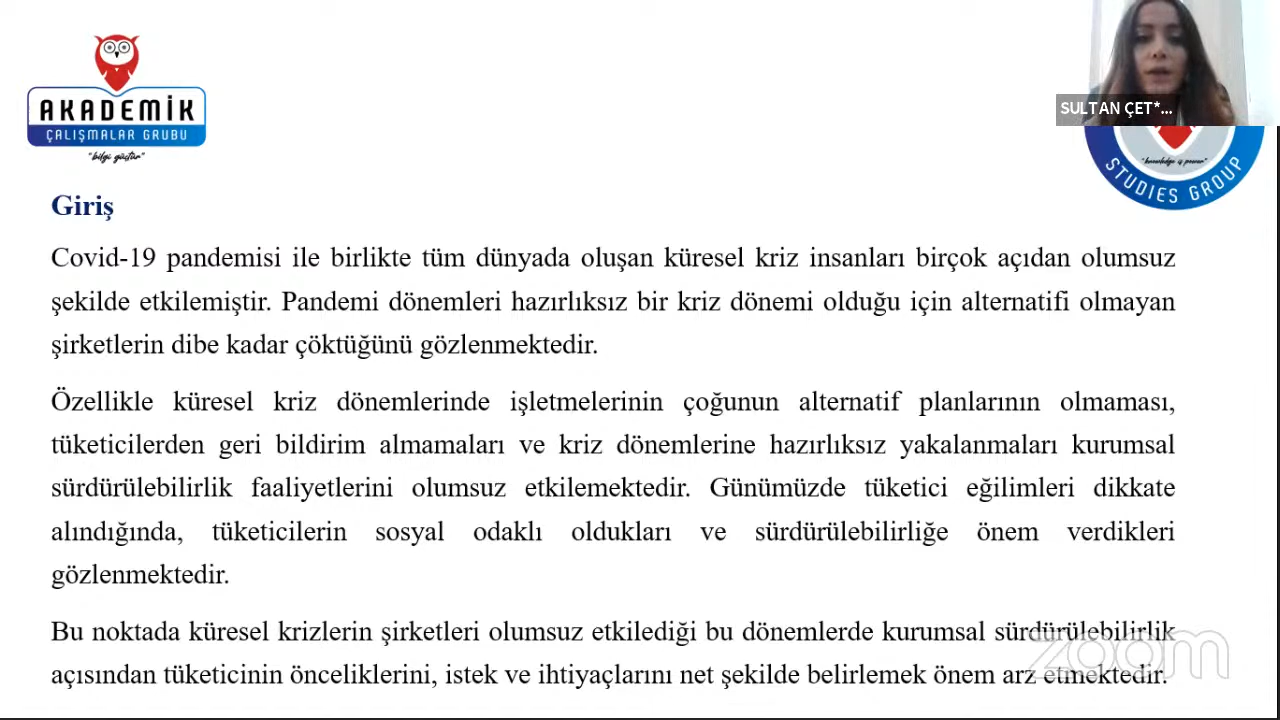 AKADEMİK
ÇALIŞMALAR GRUBU
"bilgi güçtür"
SULTAN ÇET*...
"knowledge is power"
STUDIES GROUP
Giriş
Covid-19 pandemisi ile birlikte tüm dünyada oluşan küresel kriz insanları birçok açıdan olumsuz
şekilde etkilemiştir. Pandemi dönemleri hazırlıksız bir kriz dönemi olduğu için alternatifi olmayan
şirketlerin dibe kadar çöktüğünü gözlenmektedir.
Özellikle küresel kriz dönemlerinde işletmelerinin çoğunun alternatif planlarının olmaması,
tüketicilerden geri bildirim almamaları ve kriz dönemlerine hazırlıksız yakalanmaları kurumsal
sürdürülebilirlik faaliyetlerini olumsuz etkilemektedir. Günümüzde tüketici eğilimleri dikkate
alındığında, tüketicilerin sosyal odaklı oldukları ve sürdürülebilirliğe önem verdikleri
gözlenmektedir.
Bu noktada küresel krizlerin şirketleri olumsuz etkilediği bu dönemlerde kurumsal sürdürülebilirlik
açısından tüketicinin önceliklerini, istek ve ihtiyaçlarını net şekilde belirlemek önem arz etmektedir.
zoom